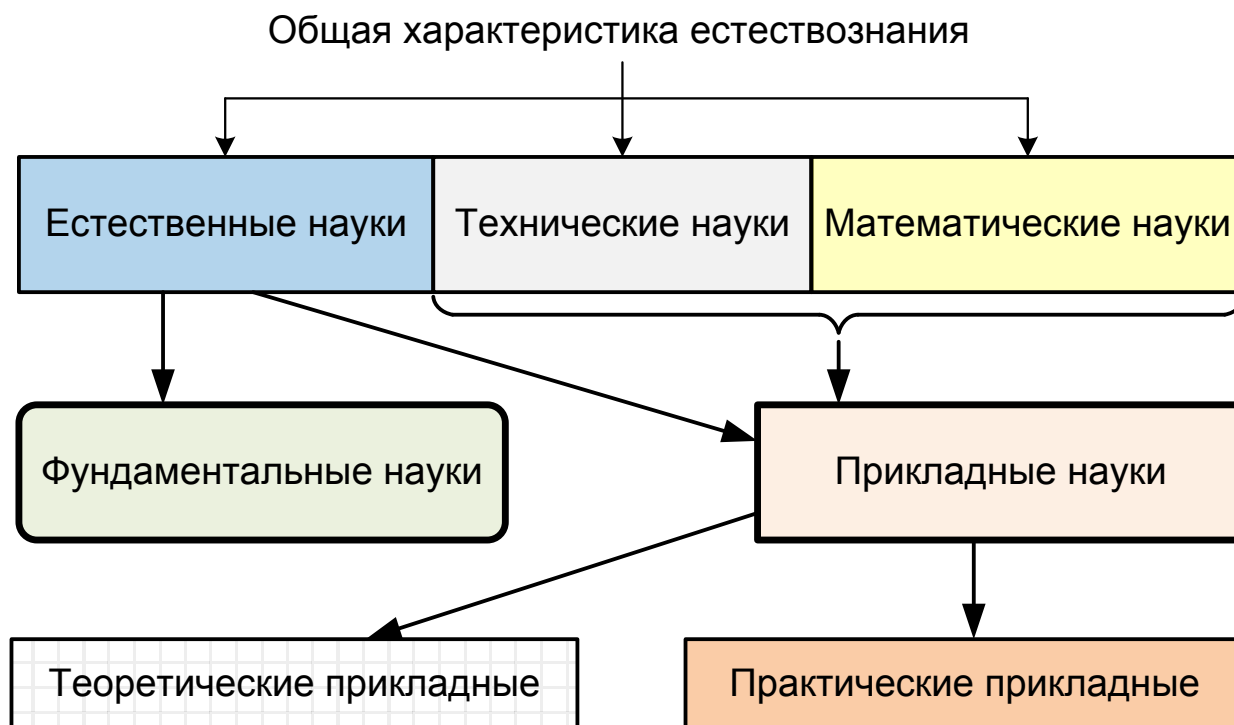 Общая характеристика естествознания
Естественные науки
Технические науки
Математические науки
Фундаментальные науки
Прикладные науки
Теоретические прикладные
Практические прикладные